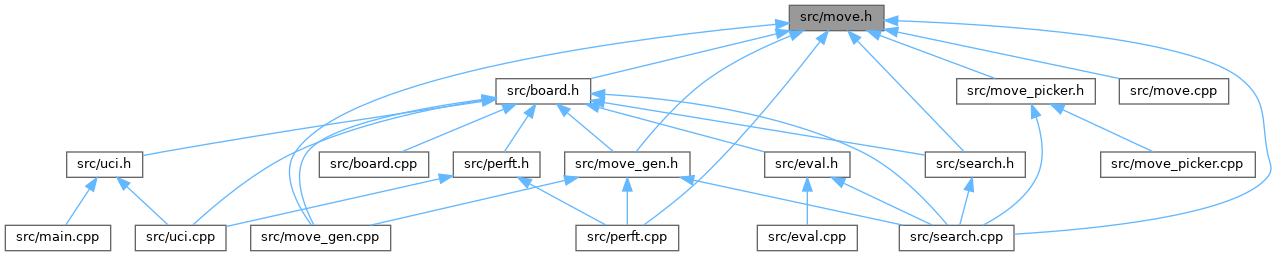 src/move.h
src/board.h
src/move_picker.h
src/move.cpp
src/uci.h
src/board.cpp
src/perft.h
src/move_gen.h
src/eval.h
src/search.h
src/move_picker.cpp
src/main.cpp
src/uci.cpp
src/move_gen.cpp
src/perft.cpp
src/eval.cpp
src/search.cpp